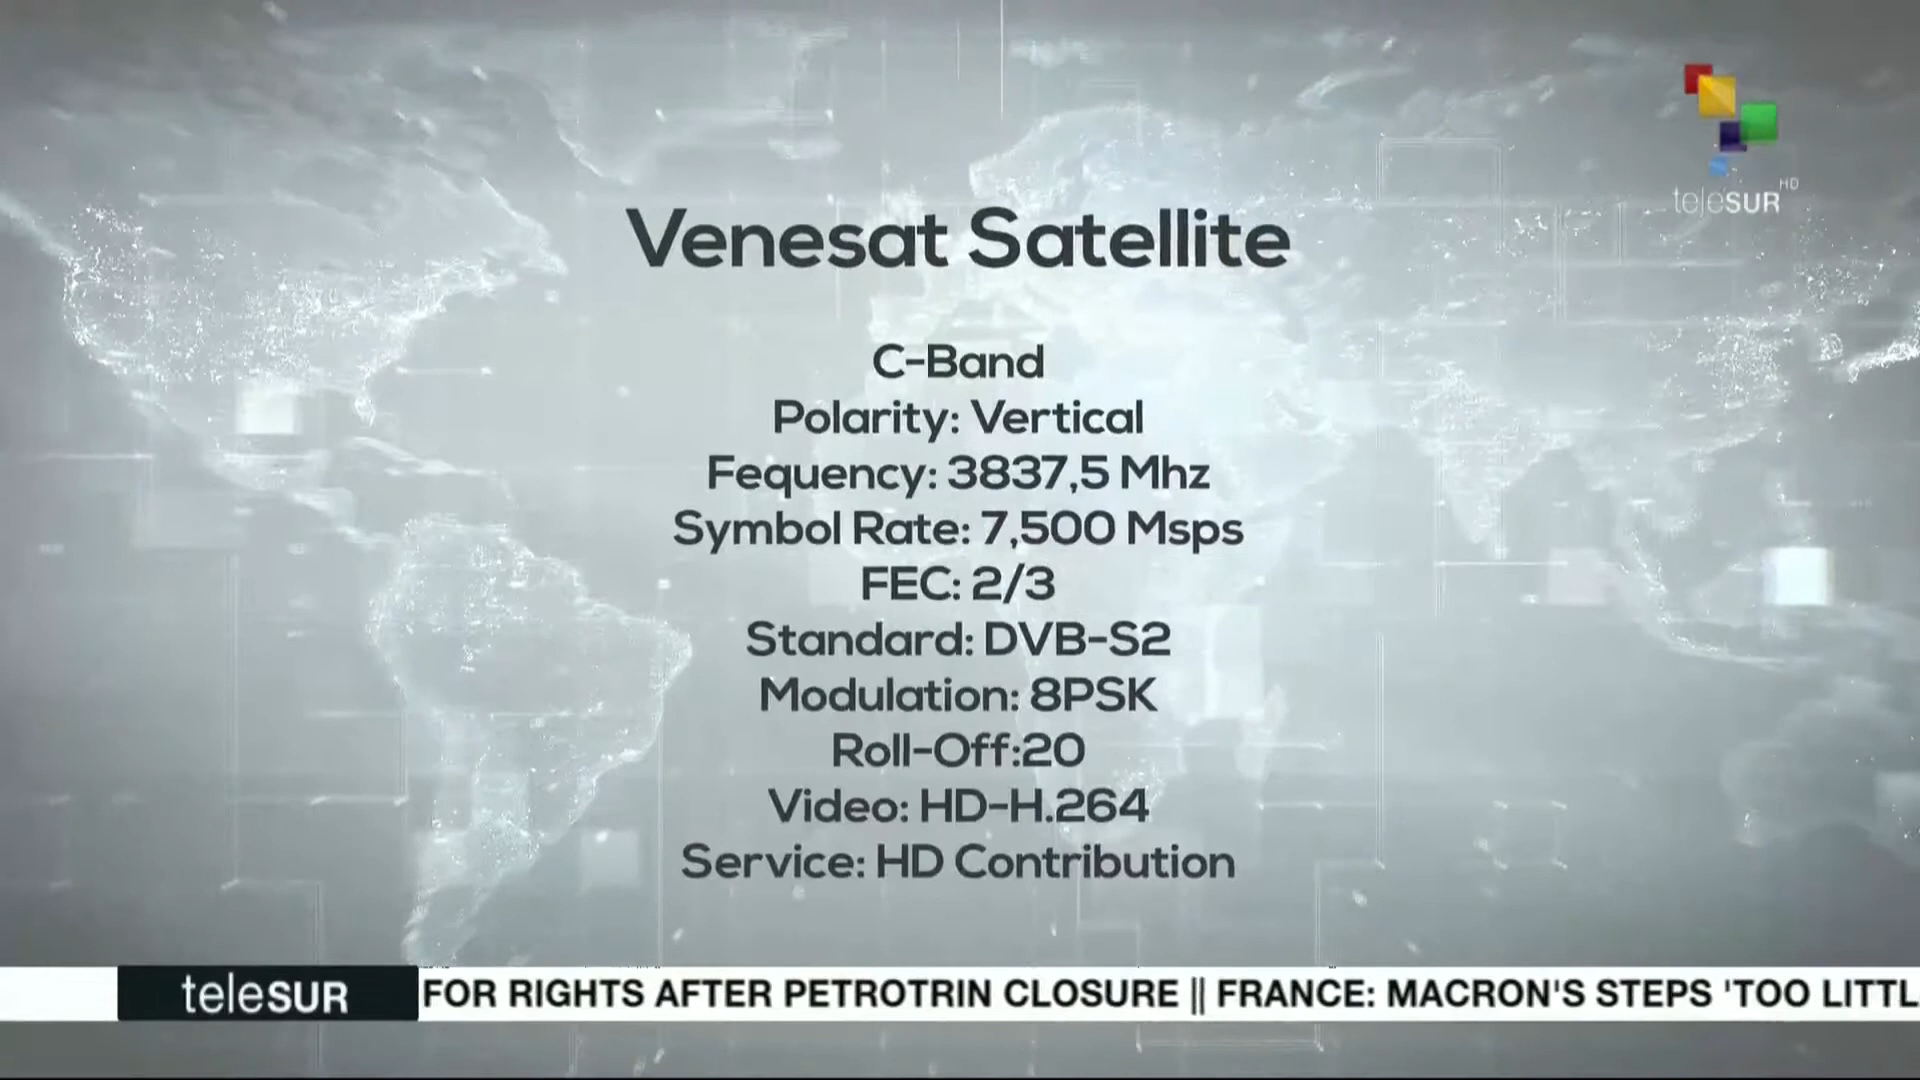 teleSUR HD
Venesat Satellite
C-Band
Polarity: Vertical
Fequency: 3837,5 Mhz
Symbol Rate: 7,500 Msps
FEC: 2/3
Standard: DVB-S2
Modulation: 8PSK
Roll-Off:20
Video: HD-H.264
Service: HD Contribution
teleSUR FOR RIGHTS AFTER PETROTRIN CLOSURE || FRANCE: MACRON'S STEPS 'TOO LITTL